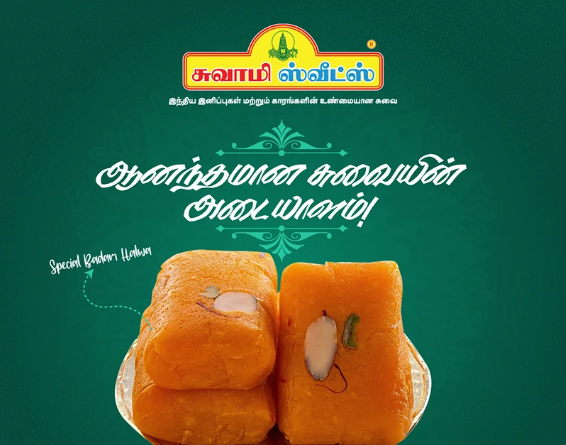 ®
சுவாமி ஸ்வீட்ஸ்
இந்திய இனிப்புகள் மற்றும் காரங்களின் உண்மையான சுவை
ஆனந்தமான சுவையின்
அடையாளம்!
Special Badam Halwa